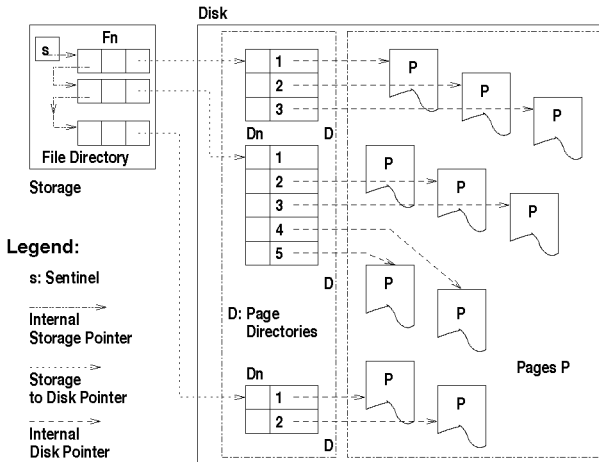 Disk
Fn
s
File Directory
Storage
1
2
3
Dn
D
1
2
3
4
5
D
D: Page
Directories
Dn
1
2
D
P
P
P
P
P
P
P
P
P
P
Pages P
Legend:
s: Sentinel
Internal
Storage Pointer
Storage
to Disk Pointer
Internal
Disk Pointer